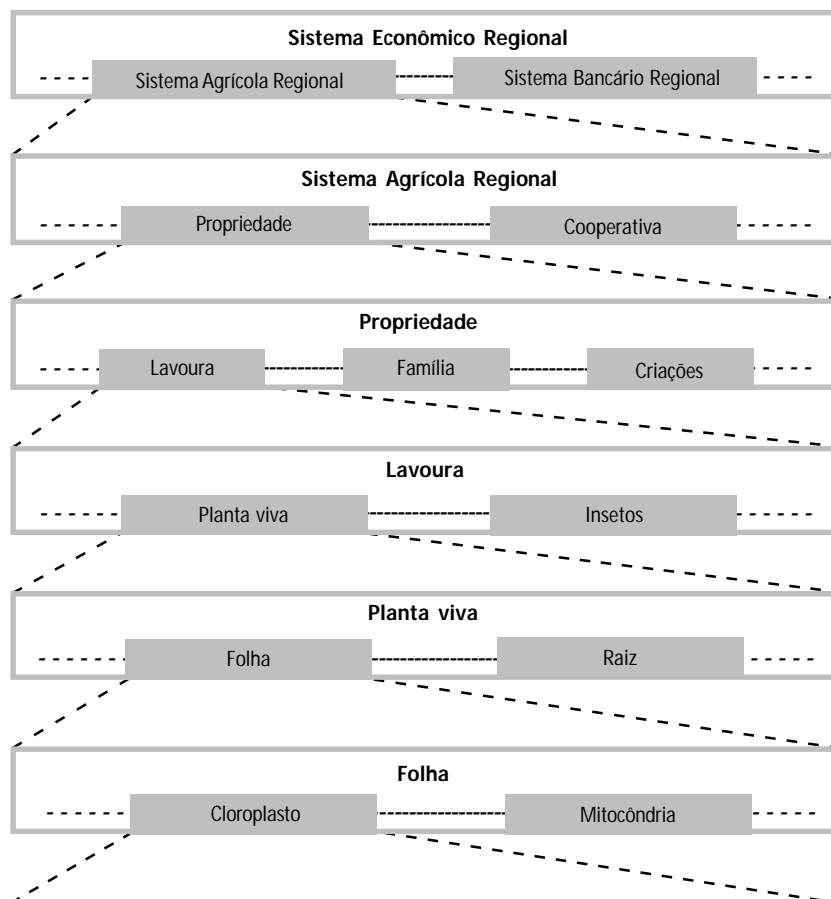 Sistema Econômico Regional
Sistema Agrícola Regional
Sistema Bancário Regional
Sistema Agrícola Regional
Propriedade
Cooperativa
Propriedade
Lavoura
Família
Criações
Lavoura
Planta viva
Insetos
Planta viva
Folha
Raiz
Folha
Cloroplasto
Mitocôndria